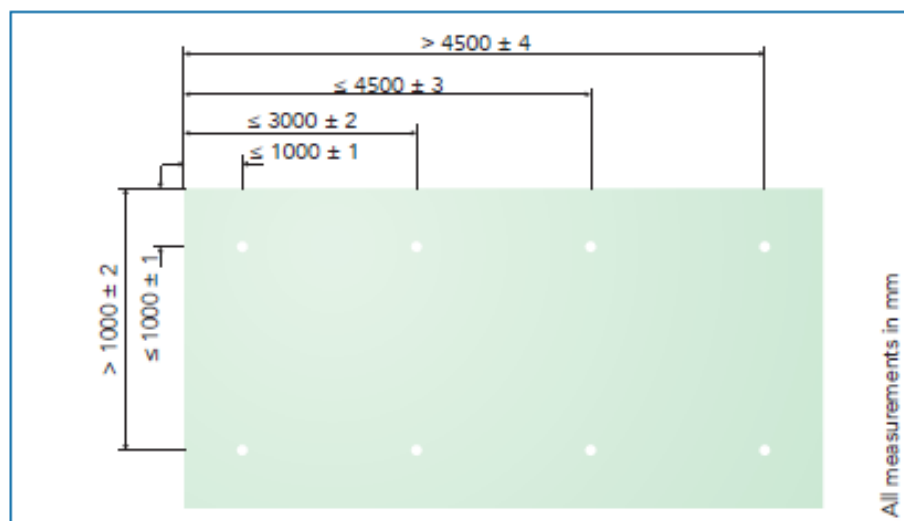 > 4500 ± 4
≤ 4500 ± 3
≤ 3000 ± 2
≤ 1000 ± 1
> 1000 ± 2
≤ 1000 ± 1
All measurements in mm